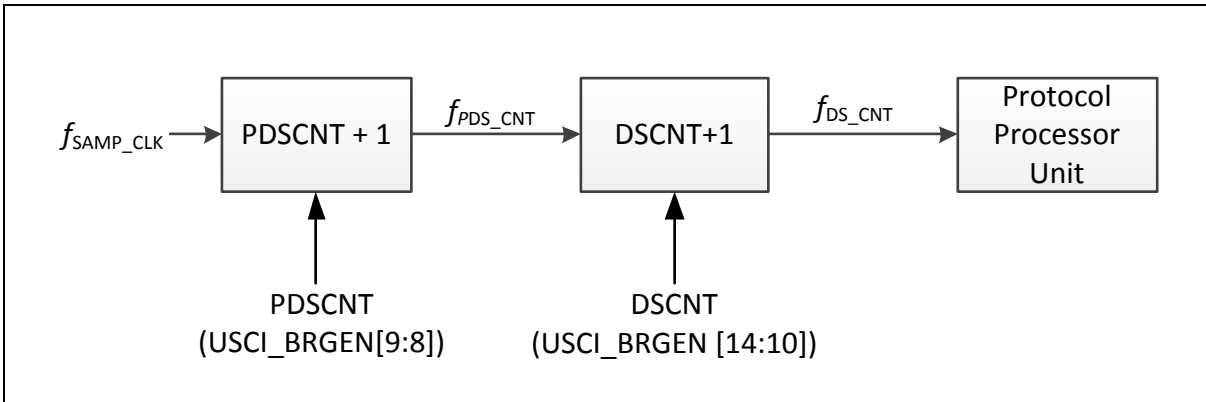 fSAMP_CLK
PDSCNT + 1
fPDS_CNT
DSCNT+1
fDS_CNT
Protocol
Processor
Unit
PDSCNT
(USCI_BRGEN[9:8])
DSCNT
(USCI_BRGEN [14:10])